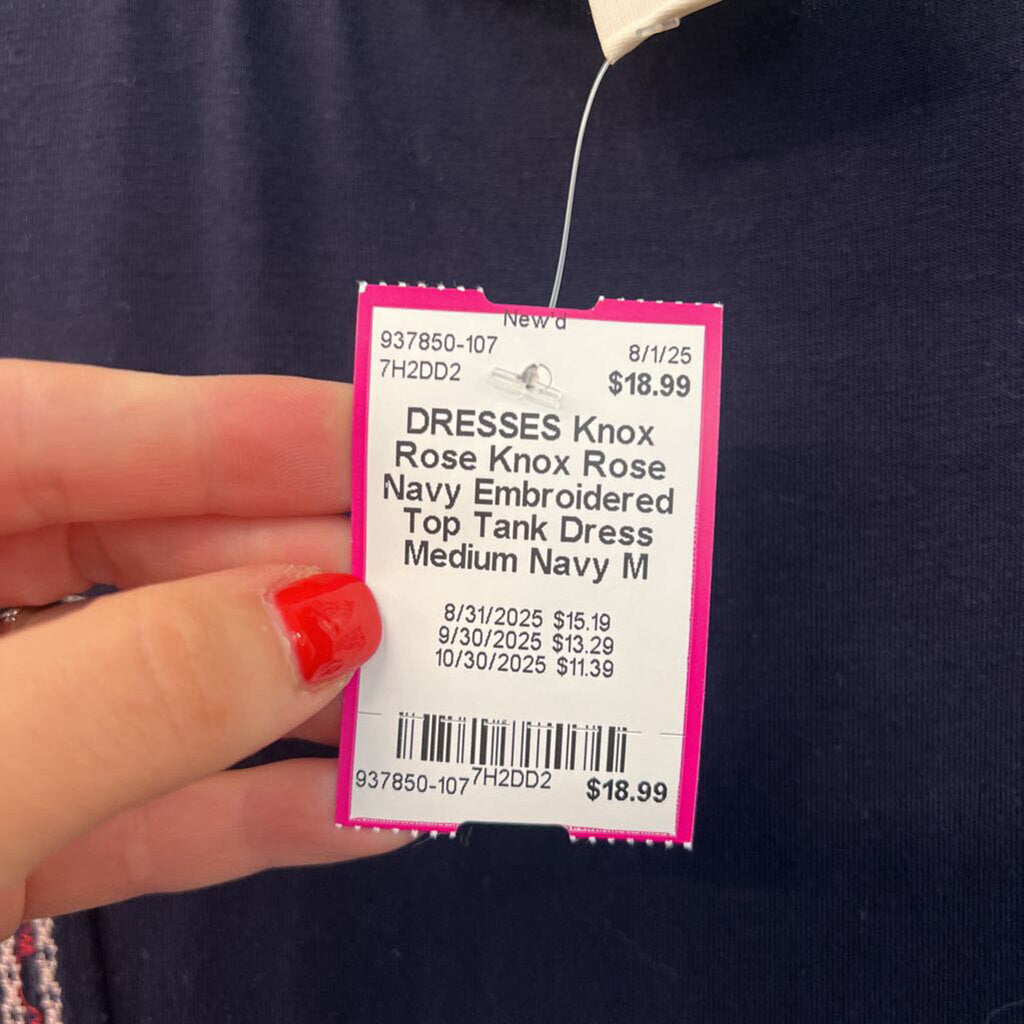 New'd
937850-107 8/1/25
7H2DD2 $18.99
DRESSES Knox
Rose Knox Rose
Navy Embroidered
Top Tank Dress
Medium Navy M
8/31/2025 $15.19
9/30/2025 $13.29
10/30/2025 $11.39
937850-107 7H2DD2 $18.99